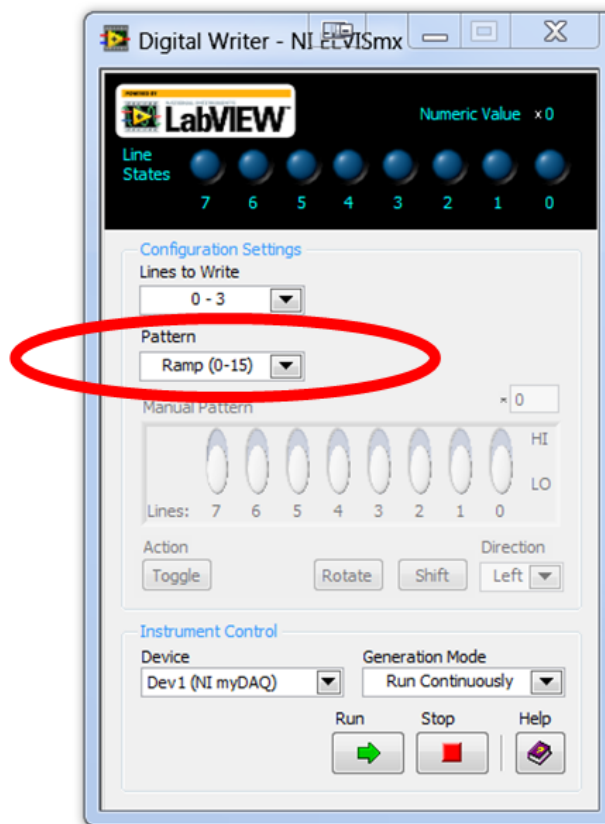 Digital Writer - NI ELVISmx
LabVIEW
Numeric Value × 0
Line
States
7 6 5 4 3 2 1 0
Configuration Settings
Lines to Write
0 - 3
Pattern
Ramp (0-15)
Manual Pattern
× 0
HI
LO
Lines: 7 6 5 4 3 2 1 0
Action
Direction
Toggle Rotate Shift Left
Instrument Control
Device Generation Mode
Dev1 (NI myDAQ) Run Continuously
Run Stop Help